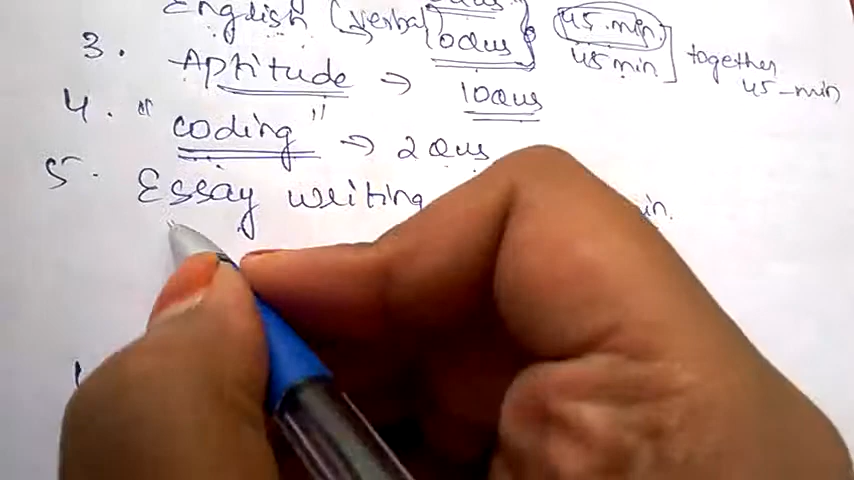 English (verbal) 10 Qus 45 min.
3. Aptitude → 10 Qus 45 min together 45-min
4. "coding" → 2 Qus
5. Essay writing in.